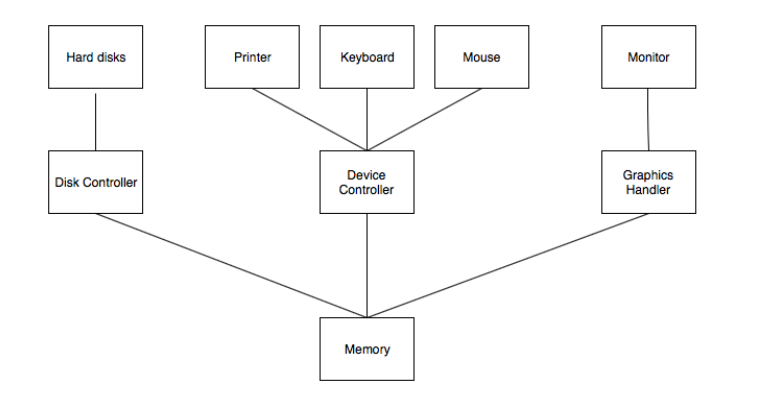 Hard disks
Printer
Keyboard
Mouse
Monitor
Disk Controller
Device
Controller
Graphics
Handler
Memory